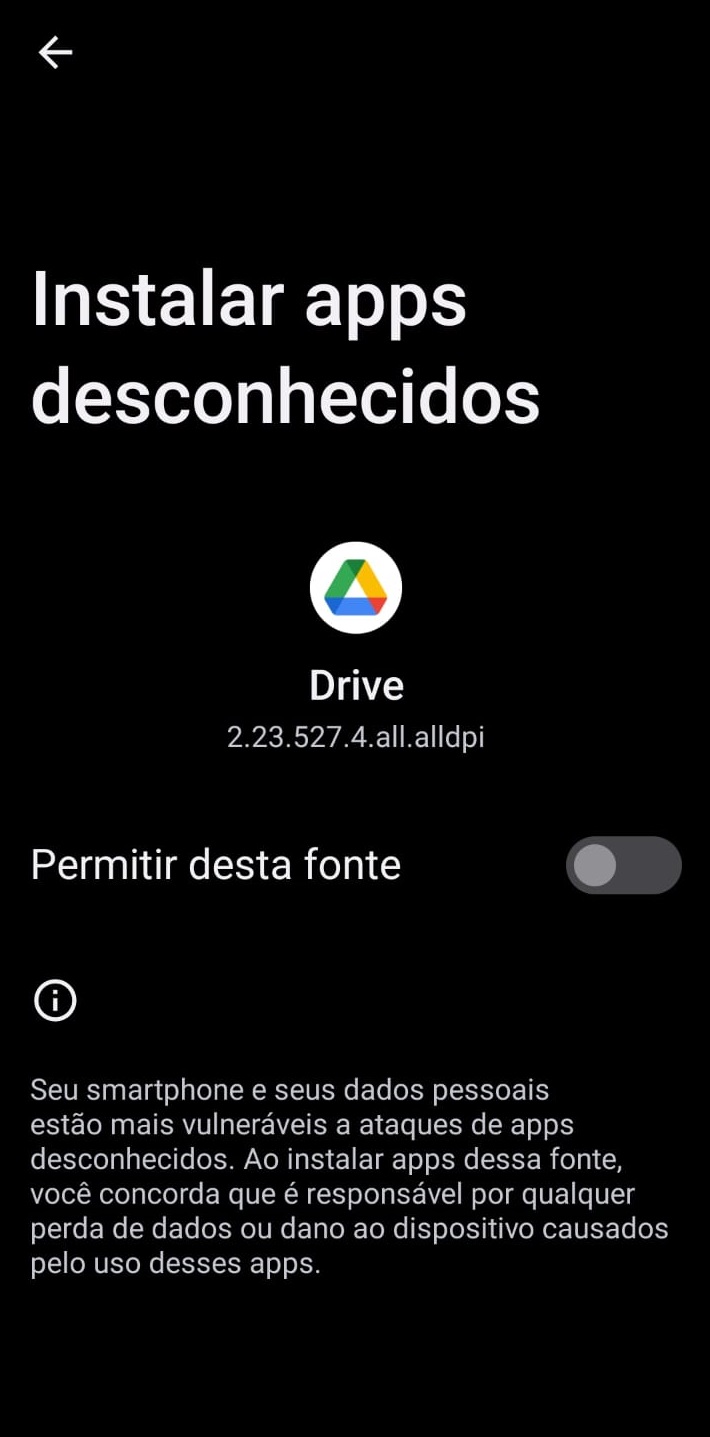 Instalar apps
desconhecidos
Drive
2.23.527.4.all.alldpi
Permitir desta fonte
Seu smartphone e seus dados pessoais
estão mais vulneráveis a ataques de apps
desconhecidos. Ao instalar apps dessa fonte,
você concorda que é responsável por qualquer
perda de dados ou dano ao dispositivo causados
pelo uso desses apps.